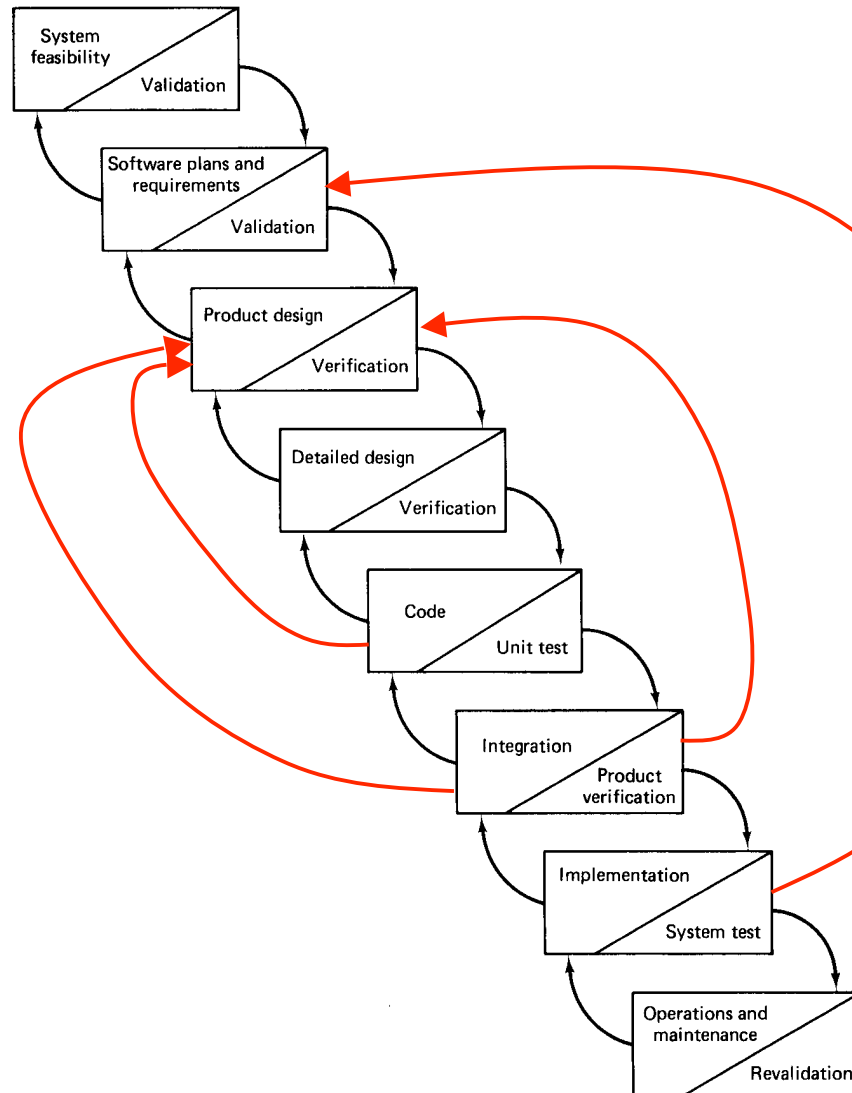 System
feasibility
Validation
Software plans and
requirements
Validation
Product design
Verification
Detailed design
Verification
Code
Unit test
Integration
Product
verification
Implementation
System test
Operations and
maintenance
Revalidation